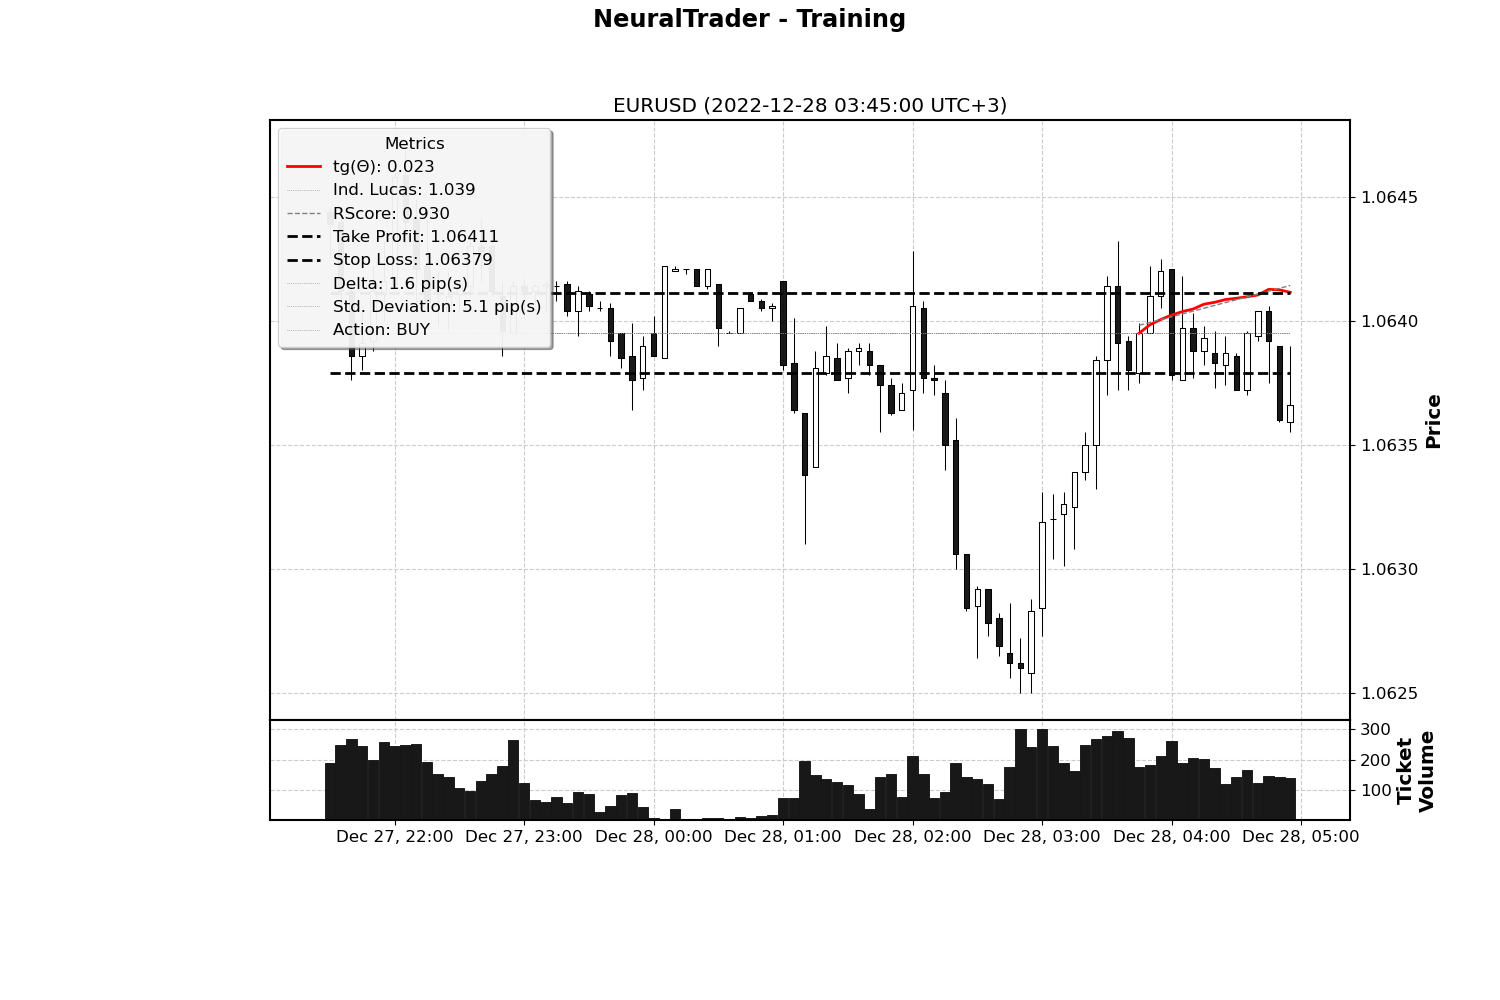 NeuralTrader - Training
EURUSD (2022-12-28 03:45:00 UTC+3)
Metrics
tg(Θ): 0.023
Ind. Lucas: 1.039
RScore: 0.930
Take Profit: 1.06411
Stop Loss: 1.06379
Delta: 1.6 pip(s)
Std. Deviation: 5.1 pip(s)
Action: BUY
1.0645
1.0640
1.0635
1.0630
1.0625
Price
300
200
100
Ticket
Volume
Dec 27, 22:00
Dec 27, 23:00
Dec 28, 00:00
Dec 28, 01:00
Dec 28, 02:00
Dec 28, 03:00
Dec 28, 04:00
Dec 28, 05:00